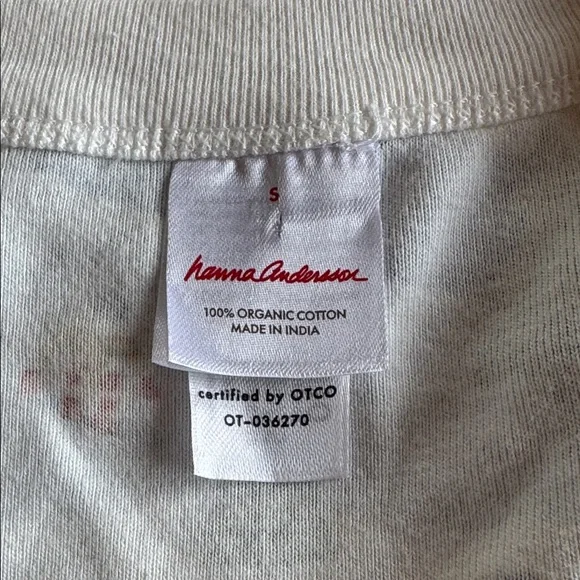 S
hanna andersson
100% ORGANIC COTTON
MADE IN INDIA
certified by OTCO
OT-036270